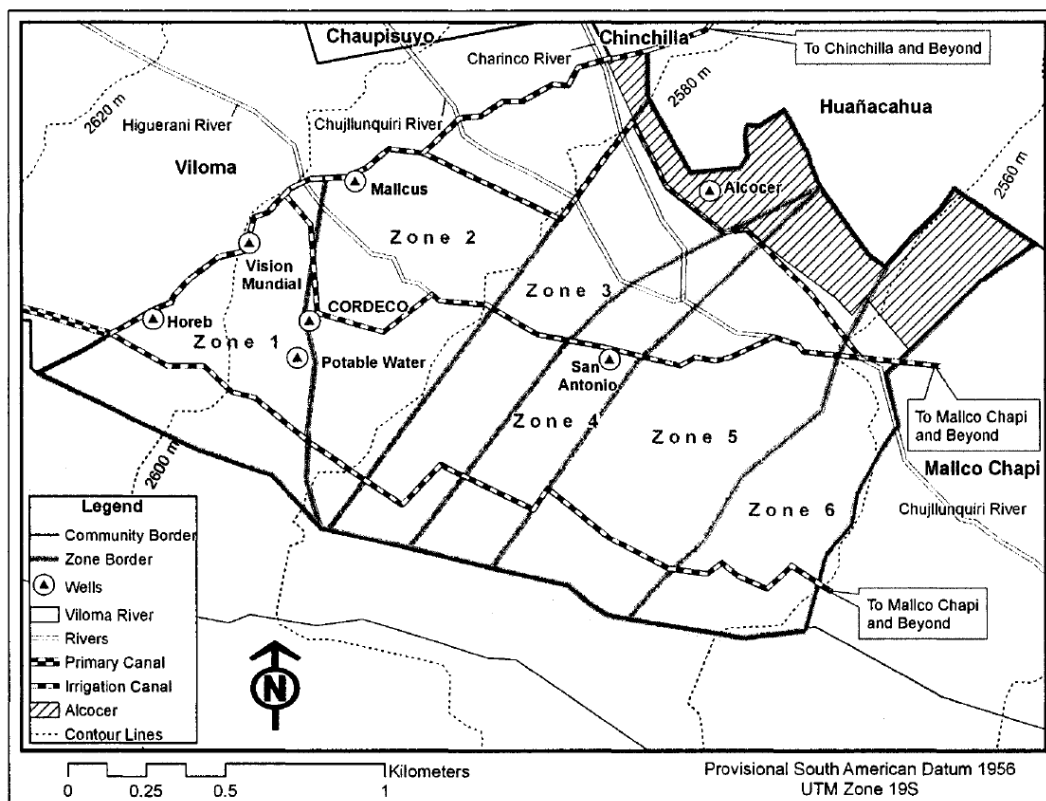 Chaupisuyo
Chinchilla
To Chinchilla and Beyond
Charinco River
2580 m
2620 m
Huañacahua
Higuerani River
Chujllunquiri River
Viloma
2560 m
Mallcus
Alcocer
Zone 2
Vision
Mundial
Zone 3
CORDECO
Horeb
Zone 1
Potable Water
San
Antonio
To Mallco Chapi
and Beyond
Zone 4
Zone 5
2600 m
Mallco Chapi
Zone 6
Chujllunquiri River
To Mallco Chapi
and Beyond
Legend
Community Border
Zone Border
Wells
Viloma River
Rivers
Primary Canal
Irrigation Canal
Alcocer
Contour Lines
N
Kilometers
0 0.25 0.5 1
Provisional South American Datum 1956
UTM Zone 19S